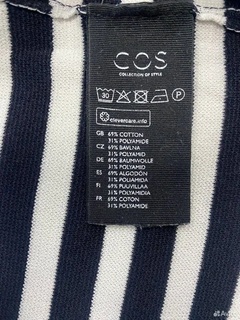 COS
COLLECTION OF STYLE
30
P
clevercare.info
GB 69% COTTON
31% POLYAMIDE
CZ 69% BAVLNA
31% POLYAMID
DE 69% BAUMWOLLE
31% POLYAMID
ES 69% ALGODON
31% POLIAMIDA
FI 69% PUUVILLAA
31% POLYAMIDIA
FR 69% COTON
31% POLYAMIDE